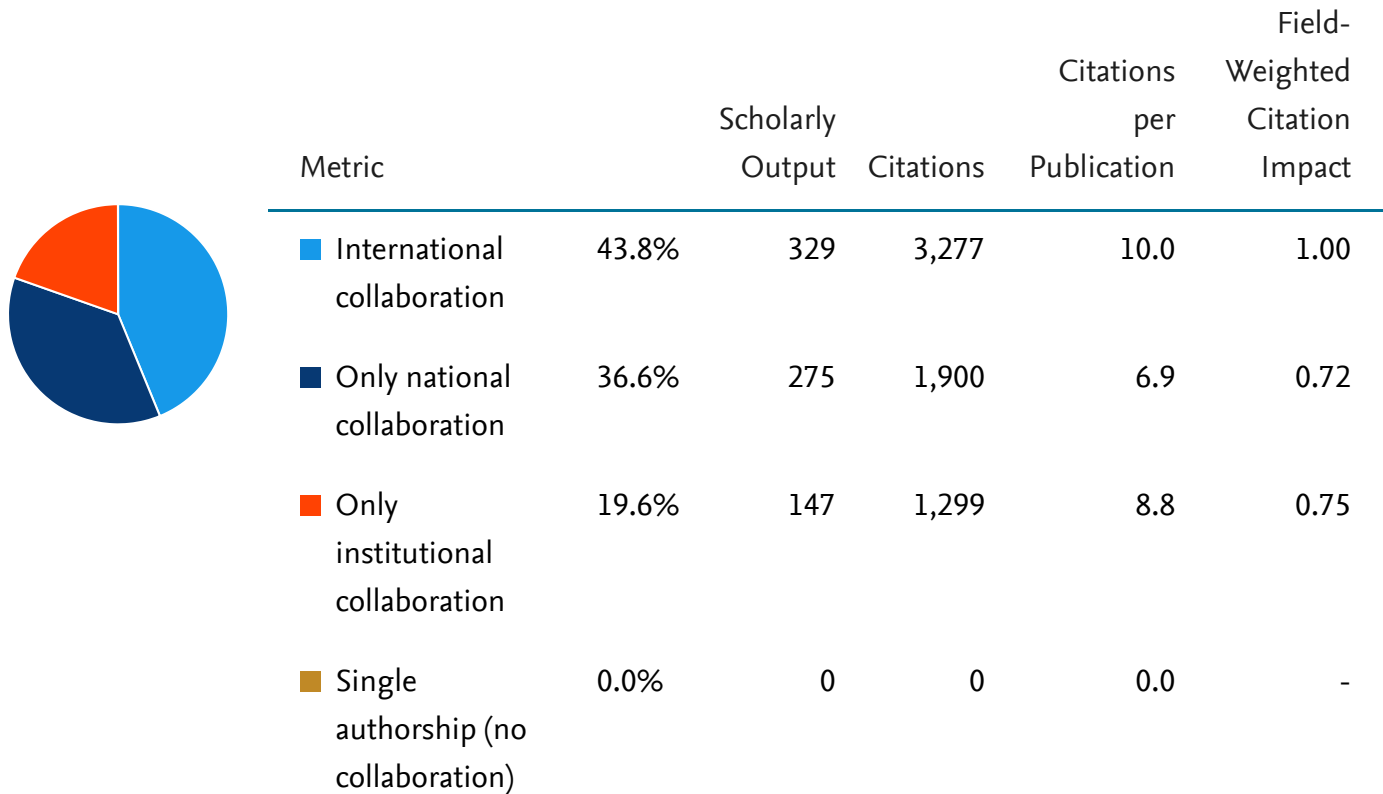 Field-
Citations Weighted
Scholarly per Citation
Metric Output Citations Publication Impact
International 43.8% 329 3,277 10.0 1.00
collaboration
Only national 36.6% 275 1,900 6.9 0.72
collaboration
Only 19.6% 147 1,299 8.8 0.75
institutional
collaboration
Single 0.0% 0 0 0.0 -
authorship (no
collaboration)